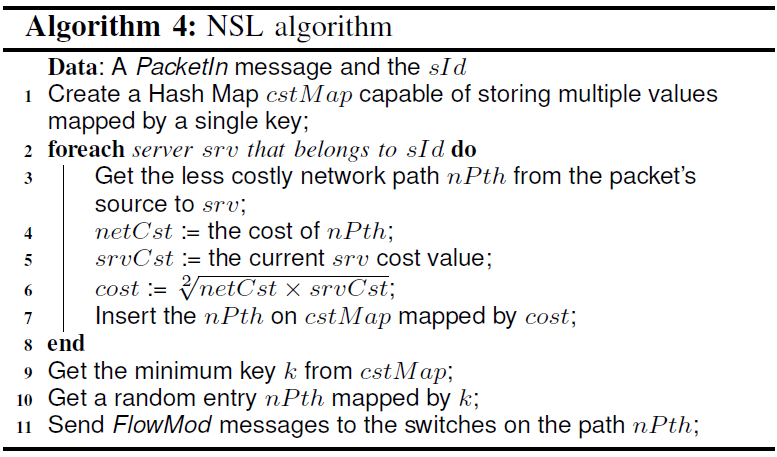 Algorithm 4: NSL algorithm
Data: A PacketIn message and the sId
1 Create a Hash Map cstMap capable of storing multiple values
mapped by a single key;
2 foreach server srv that belongs to sId do
3 Get the less costly network path nPth from the packet's
source to srv;
4 netCst := the cost of nPth;
5 srvCst := the current srv cost value;
6 cost := $\sqrt[2]{netCst \times srvCst}$;
7 Insert the nPth on cstMap mapped by cost;
8 end
9 Get the minimum key k from cstMap;
10 Get a random entry nPth mapped by k;
11 Send FlowMod messages to the switches on the path nPth;